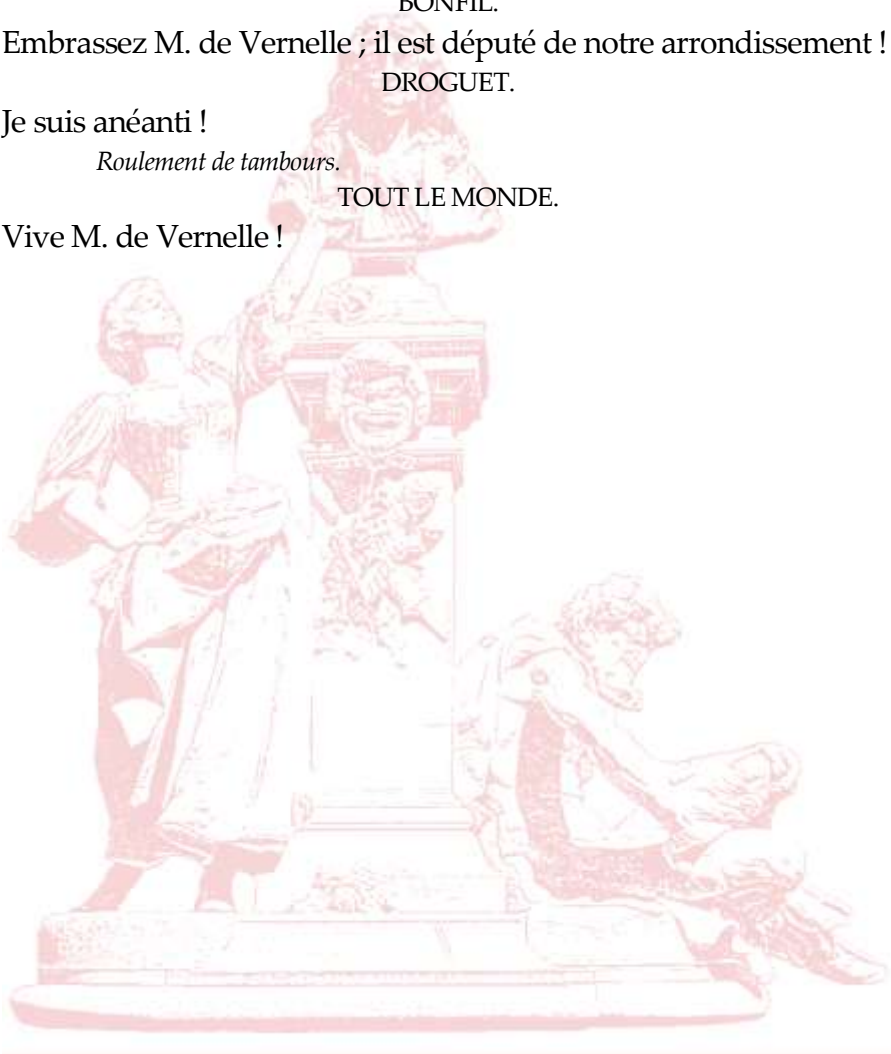 BONFIL.
Embrassez M. de Vernelle ; il est député de notre arrondissement !
DROGUET.
Je suis anéanti !
Roulement de tambours.
TOUT LE MONDE.
Vive M. de Vernelle !